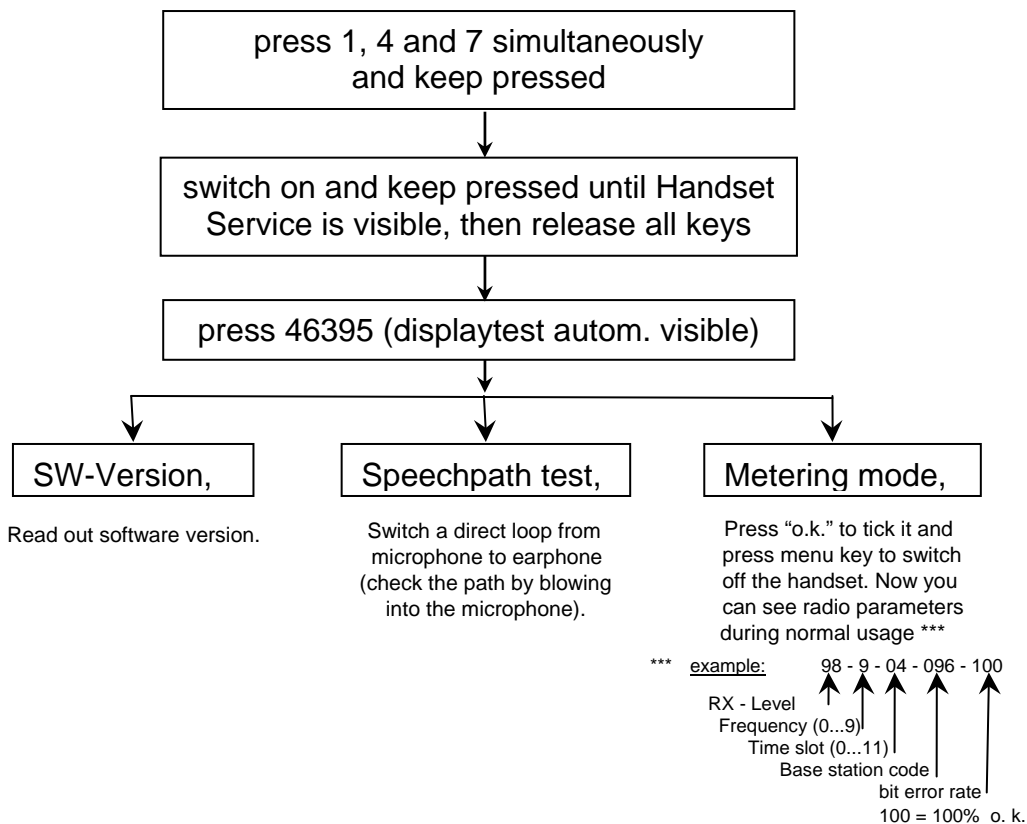 press 1, 4 and 7 simultaneously
and keep pressed
switch on and keep pressed until Handset
Service is visible, then release all keys
press 46395 (displaytest autom. visible)
SW-Version,
Read out software version.
Speechpath test,
Switch a direct loop from
microphone to earphone
(check the path by blowing
into the microphone).
Metering mode,
Press “o.k.” to tick it and
press menu key to switch
off the handset. Now you
can see radio parameters
during normal usage ***
*** example: 98 - 9 - 04 - 096 - 100
RX - Level
Frequency (0...9)
Time slot (0...11)
Base station code
bit error rate
100 = 100% o. k.